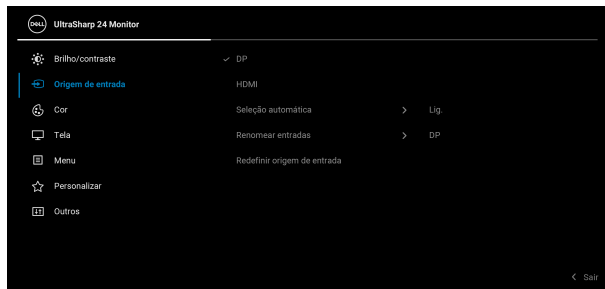 DELL UltraSharp 24 Monitor
Brilho/contraste DP
Origem de entrada HDMI
Cor Seleção automática Lig.
Tela Renomear entradas DP
Menu Redefinir origem de entrada
Personalizar
Outros
Sair